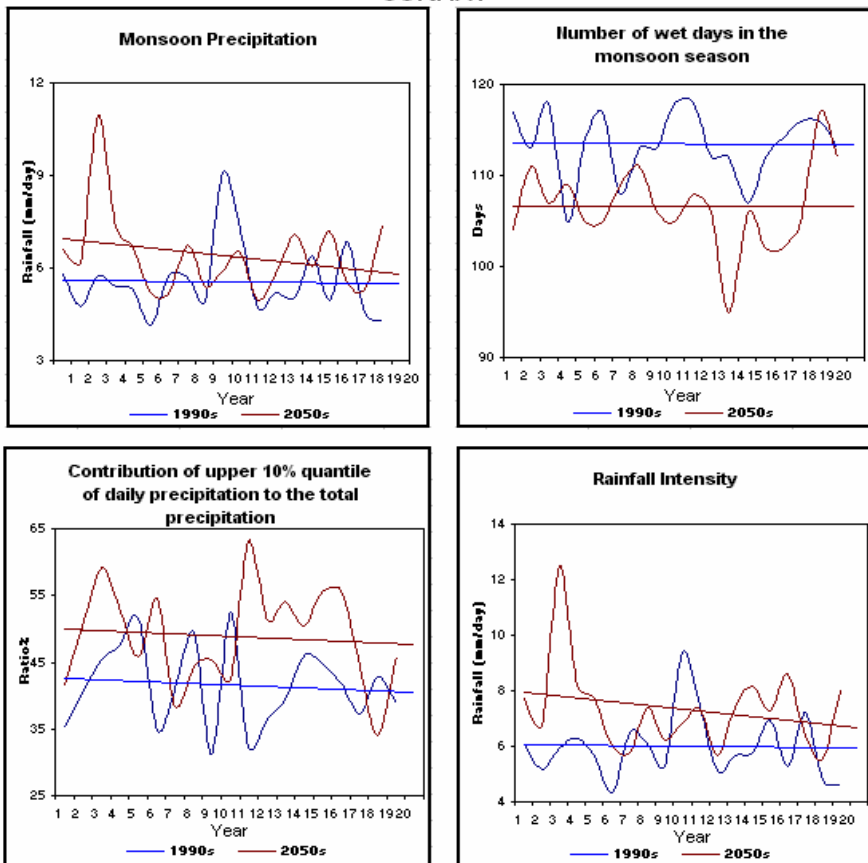 Monsoon Precipitation
12
9
6
3
Rainfall (mm/day)
1 2 3 4 5 6 7 8 9 10 11 12 13 14 15 16 17 18 20
Year
1990s 2050s
Number of wet days in the
monsoon season
120
110
100
90
Days
1 2 3 4 5 6 7 8 9 10 11 12 13 14 15 16 17 18 19 20
Year
1990s 2050s
Contribution of upper 10% quantile
of daily precipitation to the total
precipitation
65
55
45
35
25
Ratio%
1 2 3 4 5 6 7 8 9 10 11 12 13 14 15 16 17 18 19 20
Year
1990s 2050s
Rainfall Intensity
14
12
10
8
6
4
Rainfall (mm/day)
1 2 3 4 5 6 7 8 9 10 11 12 13 14 15 16 17 18 19 20
Year
1990s 2050s